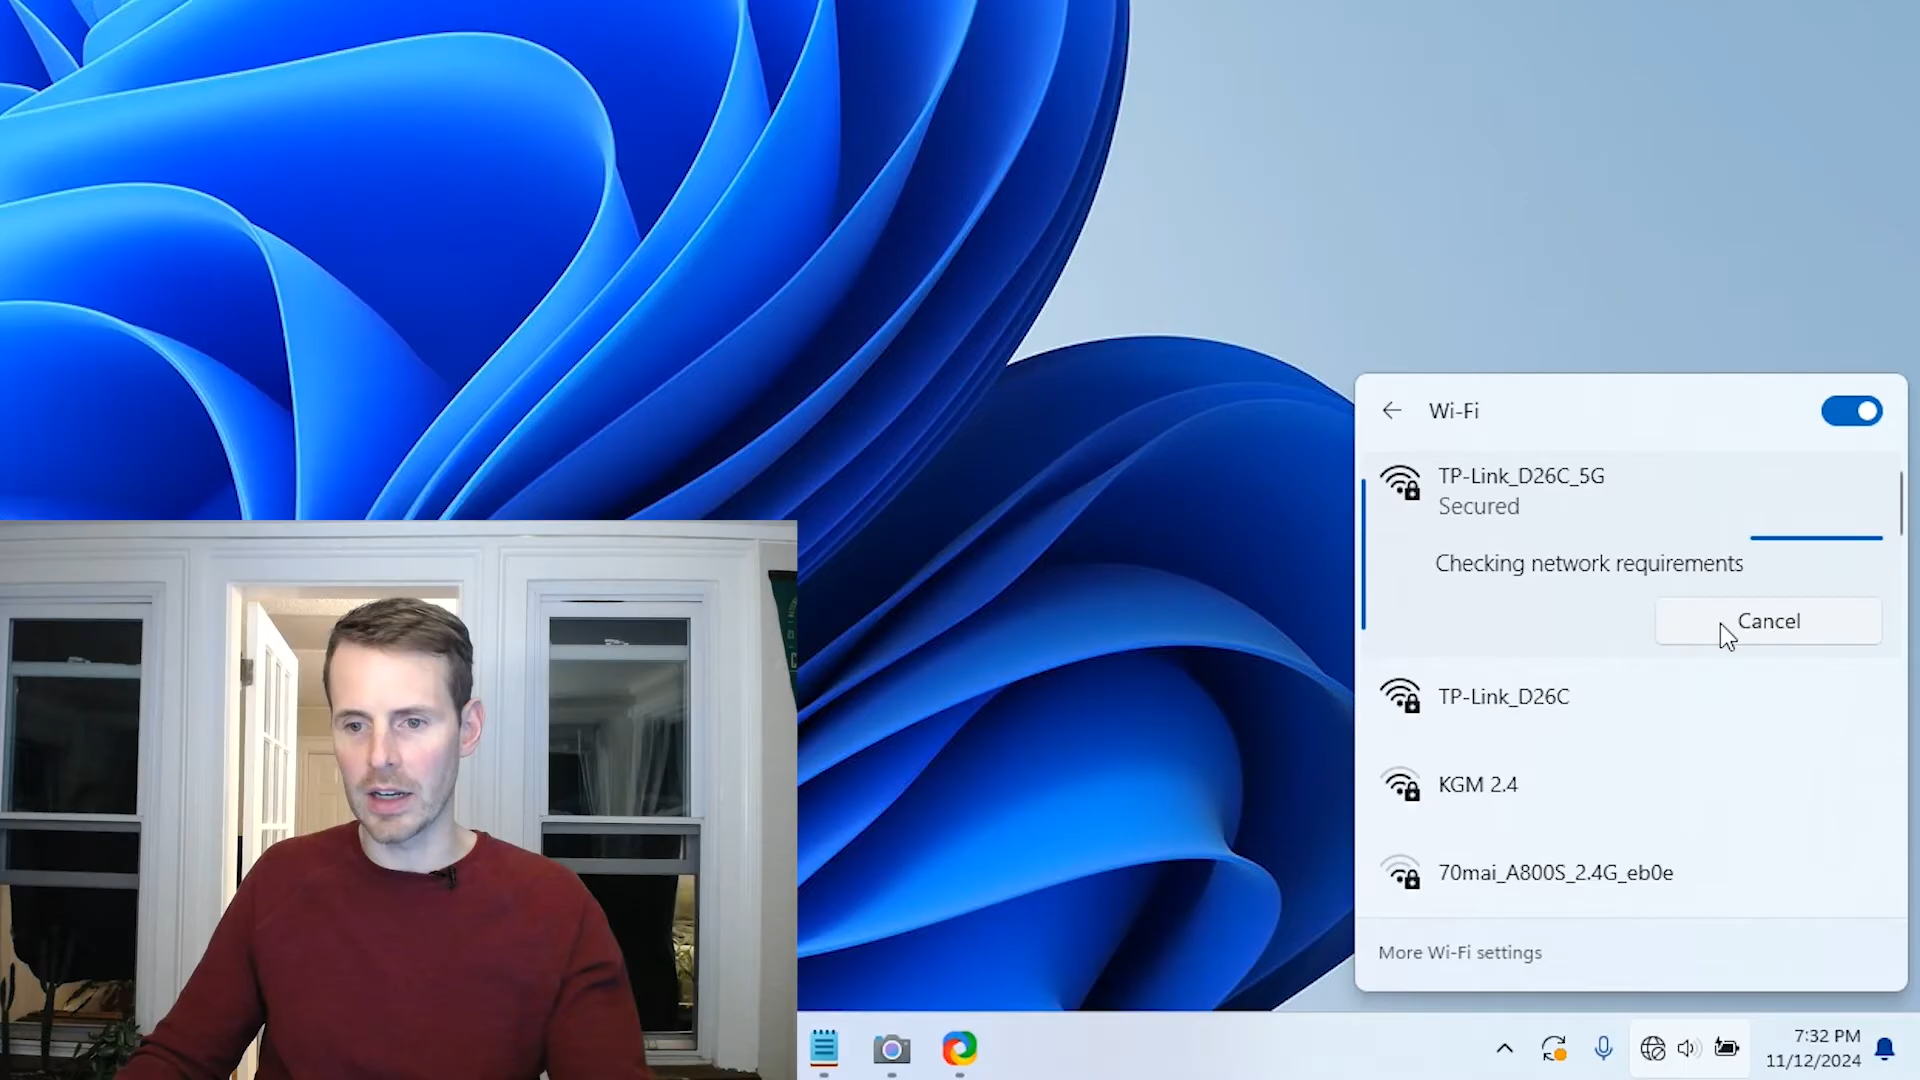 Wi-Fi
TP-Link_D26C_5G
Secured
Checking network requirements
Cancel
TP-Link_D26C
KGM 2.4
70mai_A800S_2.4G_eb0e
More Wi-Fi settings
7:32 PM
11/12/2024